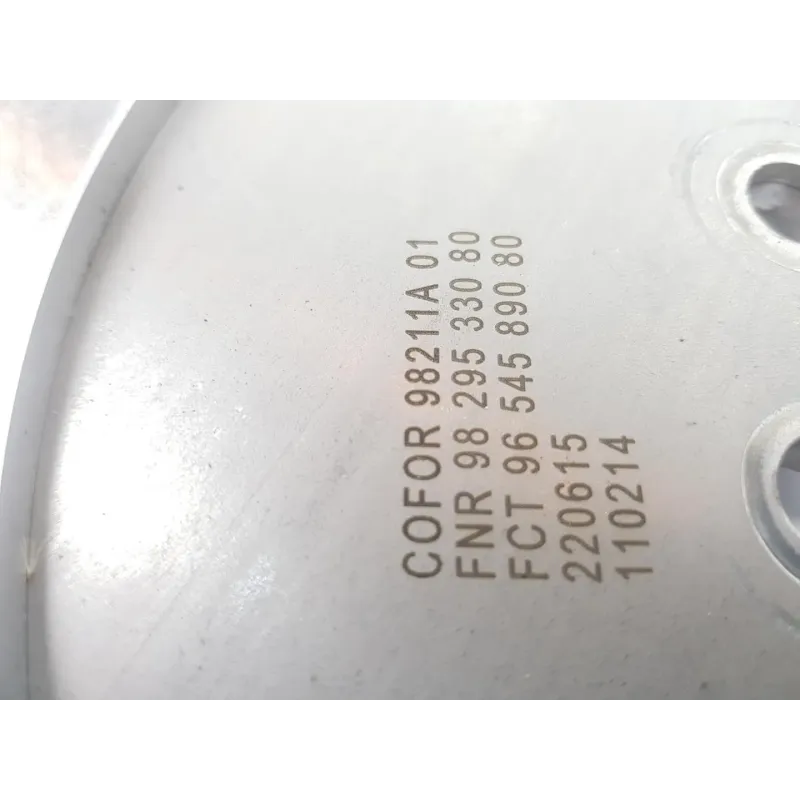 COFOR 98211A 01
FNR 98 295 330 80
FCT 96 545 890 80
220615
110214